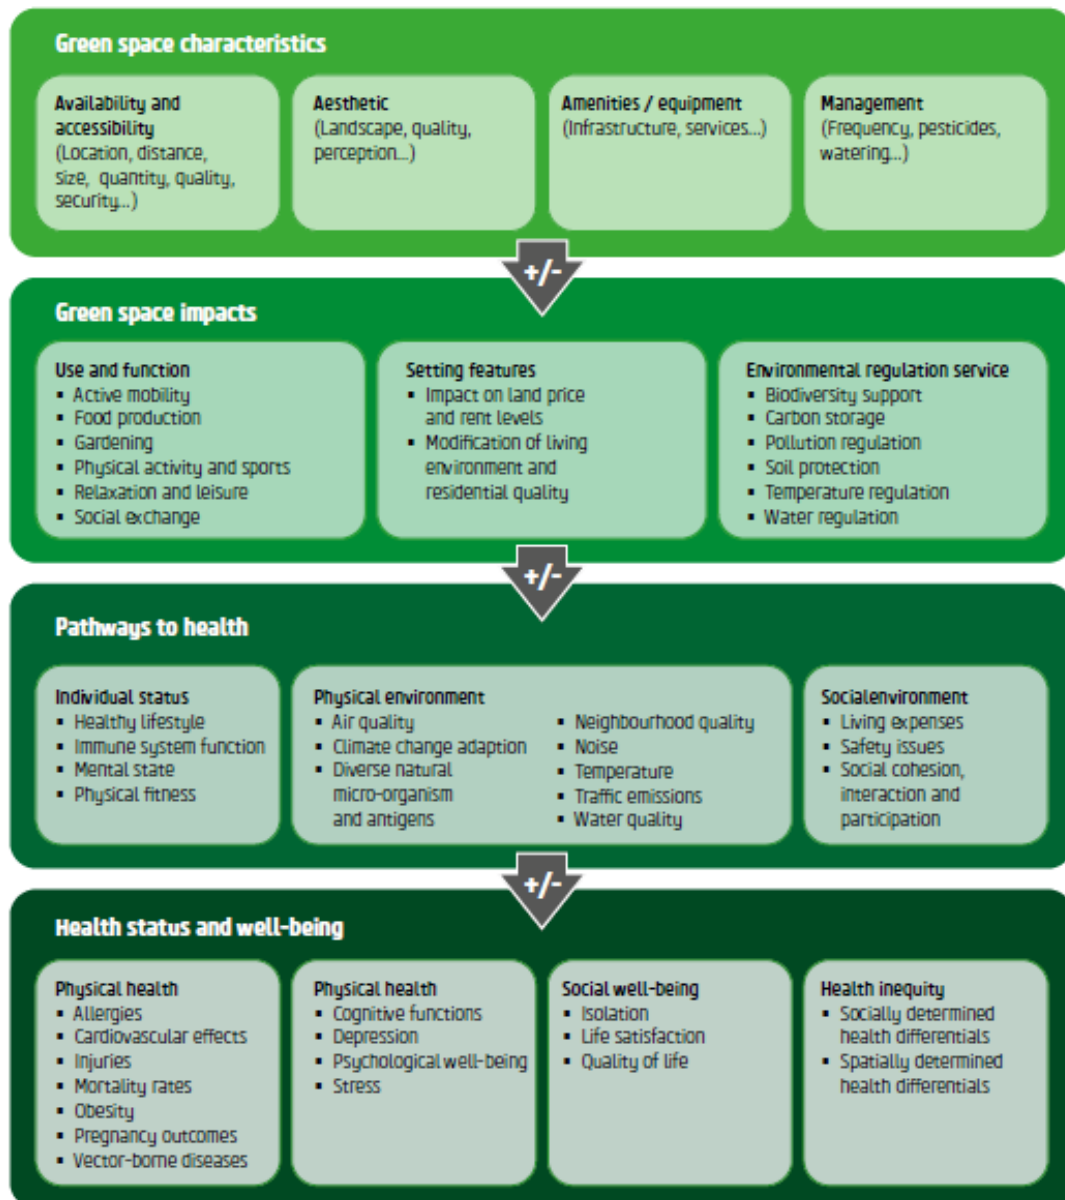 Green space characteristics
Availability and
accessibility
(Location, distance,
size, quantity, quality,
security...)
Aesthetic
(Landscape, quality,
perception...)
Amenities / equipment
(Infrastructure, services...)
Management
(Frequency, pesticides,
watering...)
+/-
Green space impacts
Use and function
▪ Active mobility
▪ Food production
▪ Gardening
▪ Physical activity and sports
▪ Relaxation and leisure
▪ Social exchange
Setting features
▪ Impact on land price
and rent levels
▪ Modification of living
environment and
residential quality
Environmental regulation service
▪ Biodiversity support
▪ Carbon storage
▪ Pollution regulation
▪ Soil protection
▪ Temperature regulation
▪ Water regulation
+/-
Pathways to health
Individual status
▪ Healthy lifestyle
▪ Immune system function
▪ Mental state
▪ Physical fitness
Physical environment
▪ Air quality
▪ Climate change adaption
▪ Diverse natural
micro-organism
and antigens
▪ Neighbourhood quality
▪ Noise
▪ Temperature
▪ Traffic emissions
▪ Water quality
Socialenvironment
▪ Living expenses
▪ Safety issues
▪ Social cohesion,
interaction and
participation
+/-
Health status and well-being
Physical health
▪ Allergies
▪ Cardiovascular effects
▪ Injuries
▪ Mortality rates
▪ Obesity
▪ Pregnancy outcomes
▪ Vector-borne diseases
Physical health
▪ Cognitive functions
▪ Depression
▪ Psychological well-being
▪ Stress
Social well-being
▪ Isolation
▪ Life satisfaction
▪ Quality of life
Health inequity
▪ Socially determined
health differentials
▪ Spatially determined
health differentials